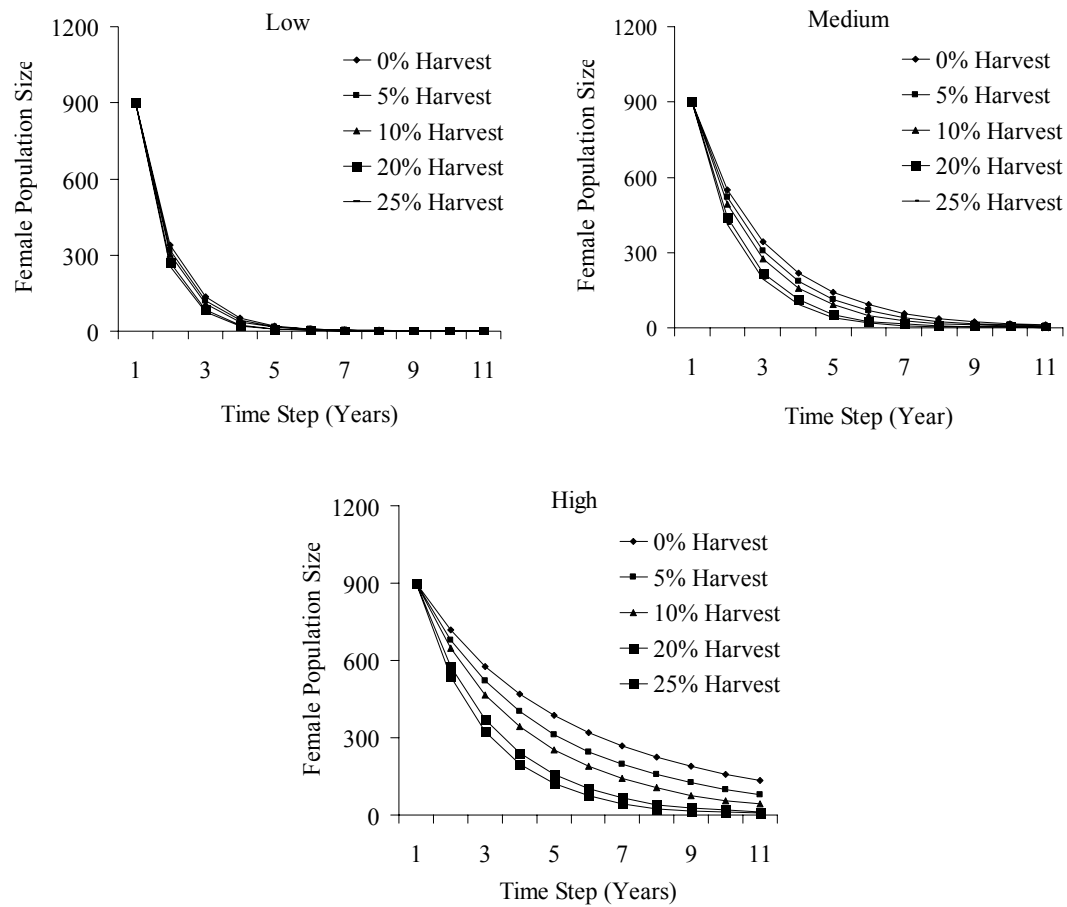 Low
1200
900
600
300
0
Female Population Size
0% Harvest
5% Harvest
10% Harvest
20% Harvest
25% Harvest
1 3 5 7 9 11
Time Step (Years)
Medium
1200
900
600
300
0
Female Population Size
0% Harvest
5% Harvest
10% Harvest
20% Harvest
25% Harvest
1 3 5 7 9 11
Time Step (Year)
High
1200
900
600
300
0
Female Population Size
0% Harvest
5% Harvest
10% Harvest
20% Harvest
25% Harvest
1 3 5 7 9 11
Time Step (Years)